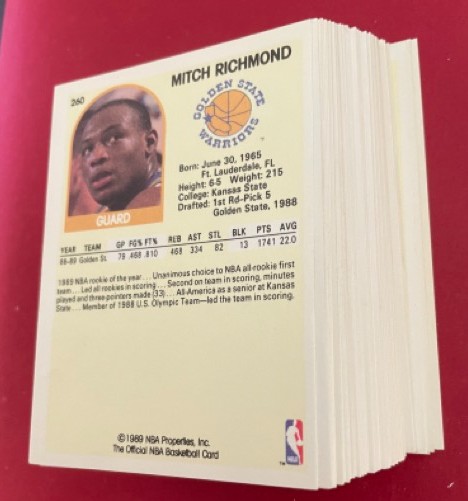 MITCH RICHMOND
260
GOLDEN STATE
WARRIORS
Born: June 30, 1965
Ft. Lauderdale, FL
Height: 6-5 Weight: 215
College: Kansas State
Drafted: 1st Rd-Pick 5
Golden State, 1988
GUARD
YEAR TEAM GP FG% FT% REB AST STL BLK PTS AVG
88-89 Golden St. 79 .468 .810 468 334 82 13 1741 22.0
1989 NBA rookie of the year . . . Unanimous choice to NBA all-rookie first
team . . . Led all rookies in scoring . . . Second on team in scoring, minutes
played and three-pointers made (33) . . . All-America as a senior at Kansas
State . . . Member of 1988 U.S. Olympic Team—led the team in scoring.
©1989 NBA Properties, Inc.
The Official NBA Basketball Card
NBA